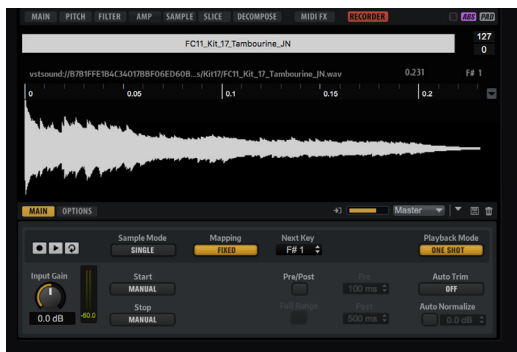 MAIN PITCH FILTER AMP SAMPLE SLICE DECOMPOSE MIDI FX RECORDER ABS PAD
FC11_Kit_17_Tambourine_JN 127
0
vstsound://B7B1FFE1B4C34017BBF06ED60B...s/Kit17/FC11_Kit_17_Tambourine_JN.wav 0.231 F# 1
0 0.05 0.1 0.15 0.2
MAIN OPTIONS Master
Sample Mode Mapping Next Key Playback Mode
SINGLE FIXED F# 1 ONE SHOT
Input Gain Start Pre/Post Pre Auto Trim
MANUAL 100 ms OFF
Stop Full Range Post Auto Normalize
0.0 dB -60.0 MANUAL 500 ms 0.0 dB